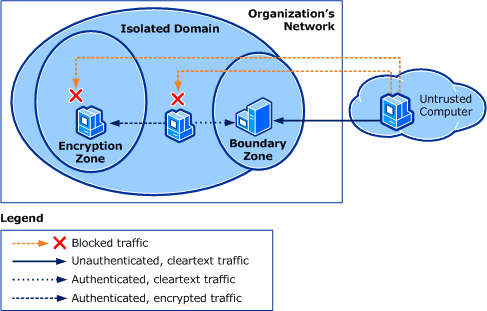 Organization's
Network
Isolated Domain
Untrusted
Computer
Encryption
Zone
Boundary
Zone
Legend
Blocked traffic
Unauthenticated, cleartext traffic
Authenticated, cleartext traffic
Authenticated, encrypted traffic